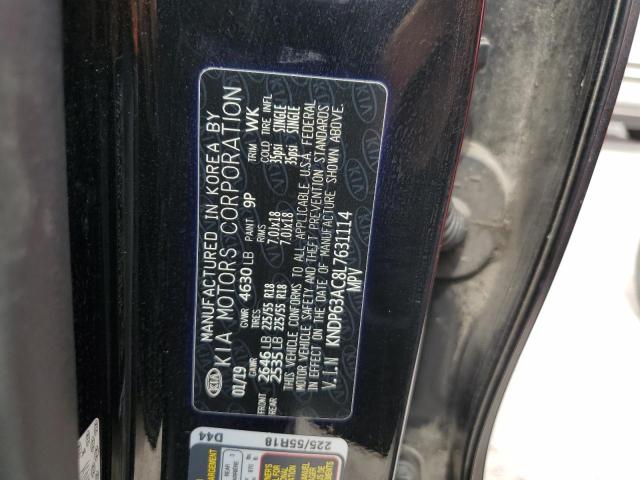 MANUFACTURED IN KOREA BY
KIA MOTORS CORPORATION
KIA
01/19 GVWR 4630 LB PAINT 9P TRIM WK
GAWR TIRES RIMS COLD TIRE INFL
FRONT 2646 LB 225/55 R18 7.0Jx18 35psi SINGLE
REAR 2535 LB 225/55 R18 7.0Jx18 35psi SINGLE
THIS VEHICLE CONFORMS TO ALL APPLICABLE U.S.A. FEDERAL
MOTOR VEHICLE SAFETY AND THEFT PREVENTION STANDARDS
IN EFFECT ON THE DATE OF MANUFACTURE SHOWN ABOVE.
V.I.N KNDP63AC8L7631114
MPV
D44
225/55R18
REAR